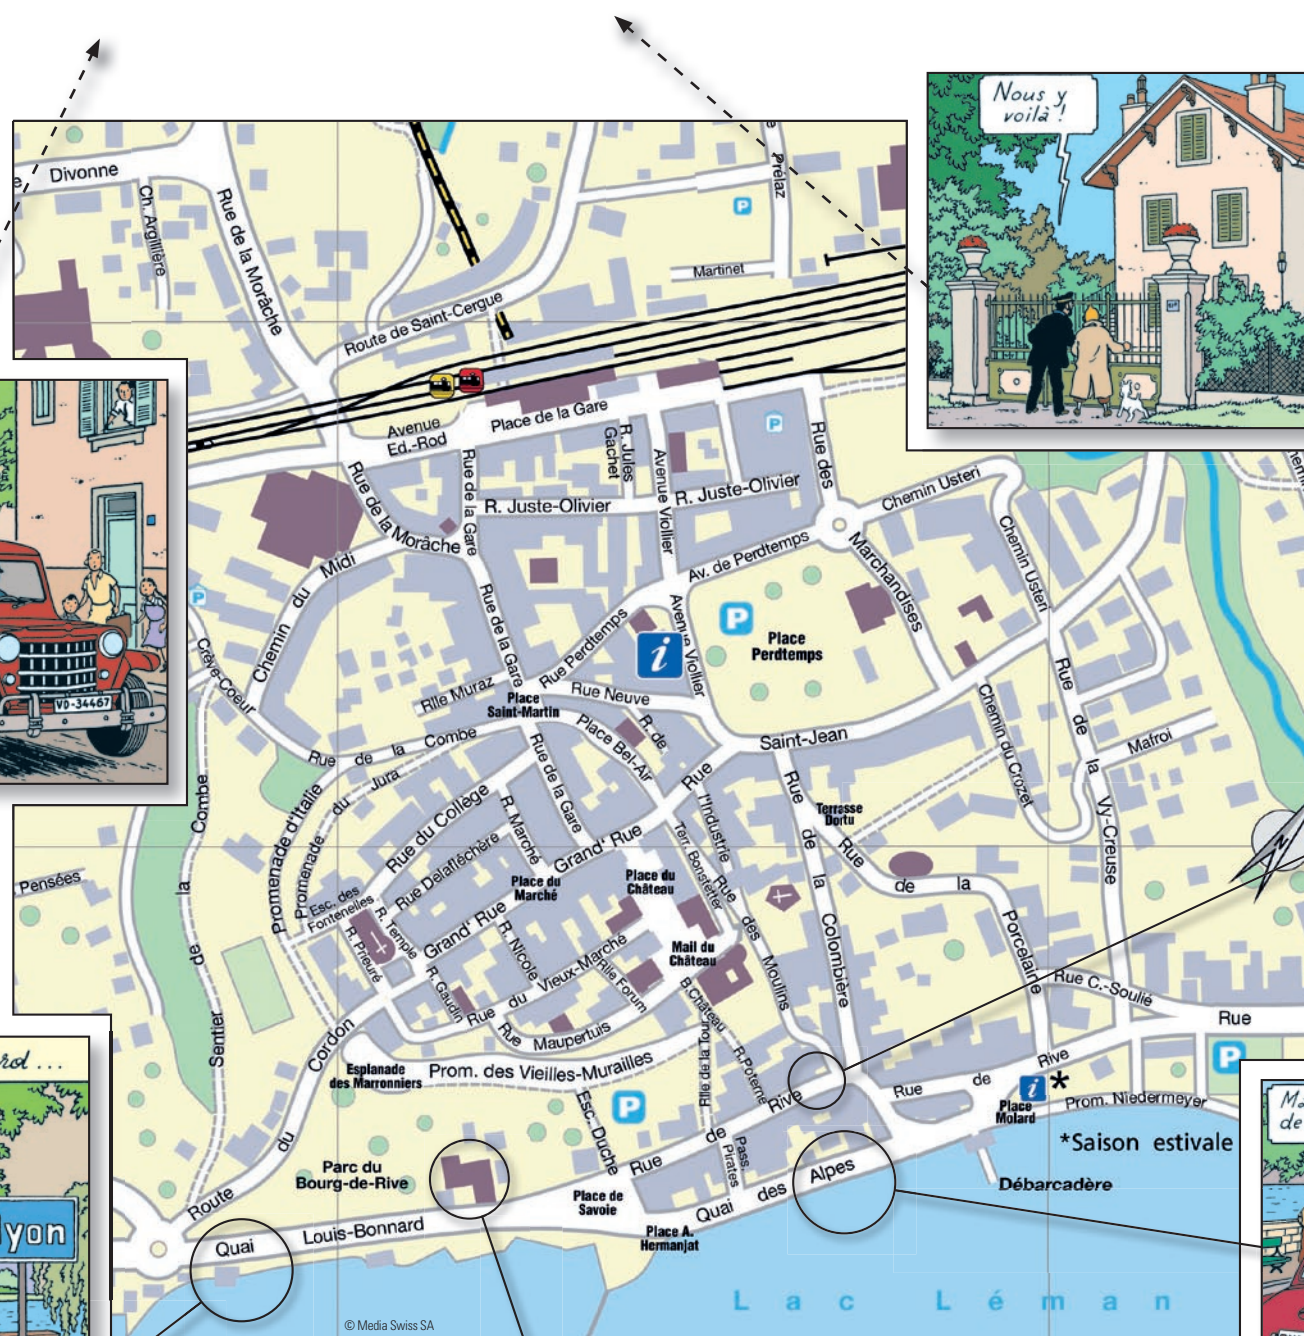 Nous y
voilà !
Divonne
Ch. Argillière
Rue de la Morâche
Prélaz
P
Martinet
Route de Saint-Cergue
Avenue
Ed.-Rod
Place de la Gare
R. Jules
Gachet
P
Rue des
Marchandises
Chemin Usteri
Chemin Usteri
Rue de la Morâche
Rue de la Gare
R. Juste-Olivier
Avenue Viollier
R. Juste-Olivier
Av. de Perdtemps
Chemin du Midi
P
VD-34467
Crève-Coeur
Rue de la Gare
Rue Perdtemps
i
Avenue Viollier
P
Place
Perdtemps
Rlle Muraz
Place
Saint-Martin
Rue Neuve
Place Bel-Air
R. de
Rue Saint-Jean
Chemin du Crozet
Rue de la Vy-Creuse
Mafroi
Rue de la Combe
Promenade du Jura
Promenade d'Italie
Rue du Collège
Rue de la Gare
R. Marché
Rue Delafléchère
Grand' Rue
Place du
Marché
Place du
Château
Terr. Bonstetten
l'Industrie
Rue des Moulins
Rue de la Colombière
Terrasse
Dortu
Rue de la Porcelaine
Pensées
Sentier de la Combe
Esc. des
Fontenelles
R. Temple
R. Prieuré
Grand' Rue
R. Nicole
R. Gaudin
Rue du Vieux-Marché
Rlle Forum
Mail du
Château
B. Château
Rue Maupertuis
Rue C.-Soulié
Rue
N
Esplanade
des Marronniers
Prom. des Vieilles-Murailles
Rlle de la Tour
R. Poterne
Route du Cordon
Esc. Duche
P
Rue de Rive
Rue de Rive
i
*
Place
Molard
Prom. Niedermeyer
P
*Saison estivale
Débarcadère
Parc du
Bourg-de-Rive
Place de
Savoie
Pass.
Pirates
Place A.
Hermanjat
Quai des Alpes
Quai Louis-Bonnard
yon
Lac Léman
© Media Swiss SA